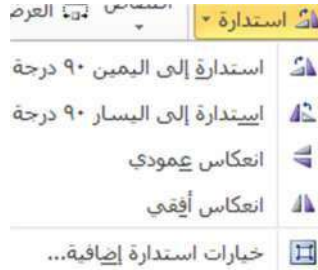 استدارة العرض
استدارة إلى اليمين ٩٠ درجة
استدارة إلى اليسار ٩٠ درجة
انعكاس عمودي
انعكاس أفقي
خيارات استدارة إضافية...